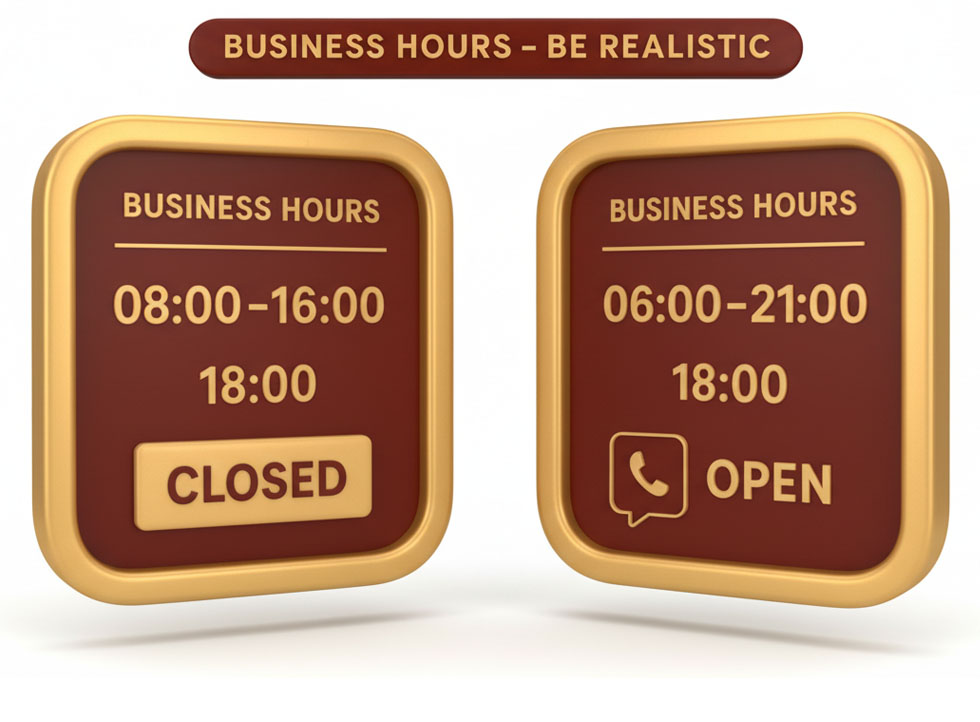 BUSINESS HOURS – BE REALISTIC
BUSINESS HOURS
08:00–16:00
18:00
CLOSED
BUSINESS HOURS
06:00–21:00
18:00
OPEN